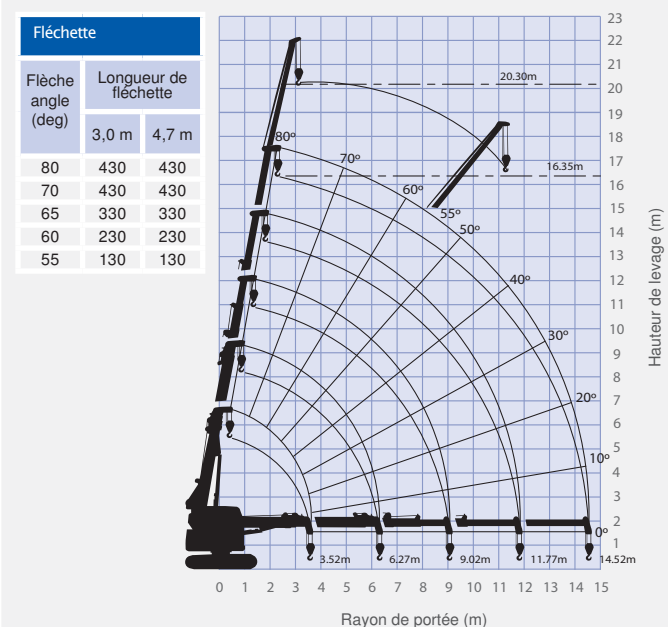 Fléchette
Flèche angle (deg)
Longueur de fléchette
3,0 m 4,7 m
80 430 430
70 430 430
65 330 330
60 230 230
55 130 130
23
22
21
20
19
18
17
16
15
14
13
12
11
10
9
8
7
6
5
4
3
2
1
Hauteur de levage (m)
20.30m
16.35m
80º
70º
60º
55º
50º
40º
30º
20º
10º
0º
3.52m 6.27m 9.02m 11.77m 14.52m
0 1 2 3 4 5 6 7 8 9 10 11 12 13 14 15
Rayon de portée (m)